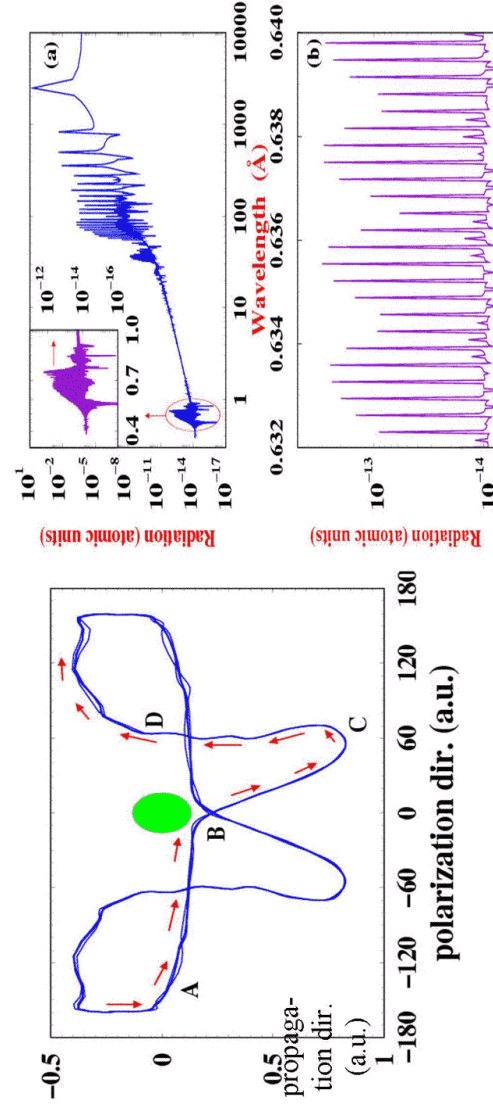 −0.5
0
0.5
1
propaga-
tion dir.
(a.u.)
A
B
C
D
−180
−120
−60
0
60
120
180
polarization dir. (a.u.)
Radiation (atomic units)
10^1
10^−2
10^−5
10^−8
10^−11
10^−14
10^−17
(a)
10^−12
10^−14
10^−16
0.4
0.7
1.0
1
10
100
1000
10000
Wavelength (Å)
Radiation (atomic units)
10^−13
10^−14
(b)
0.632
0.634
0.636
0.638
0.640